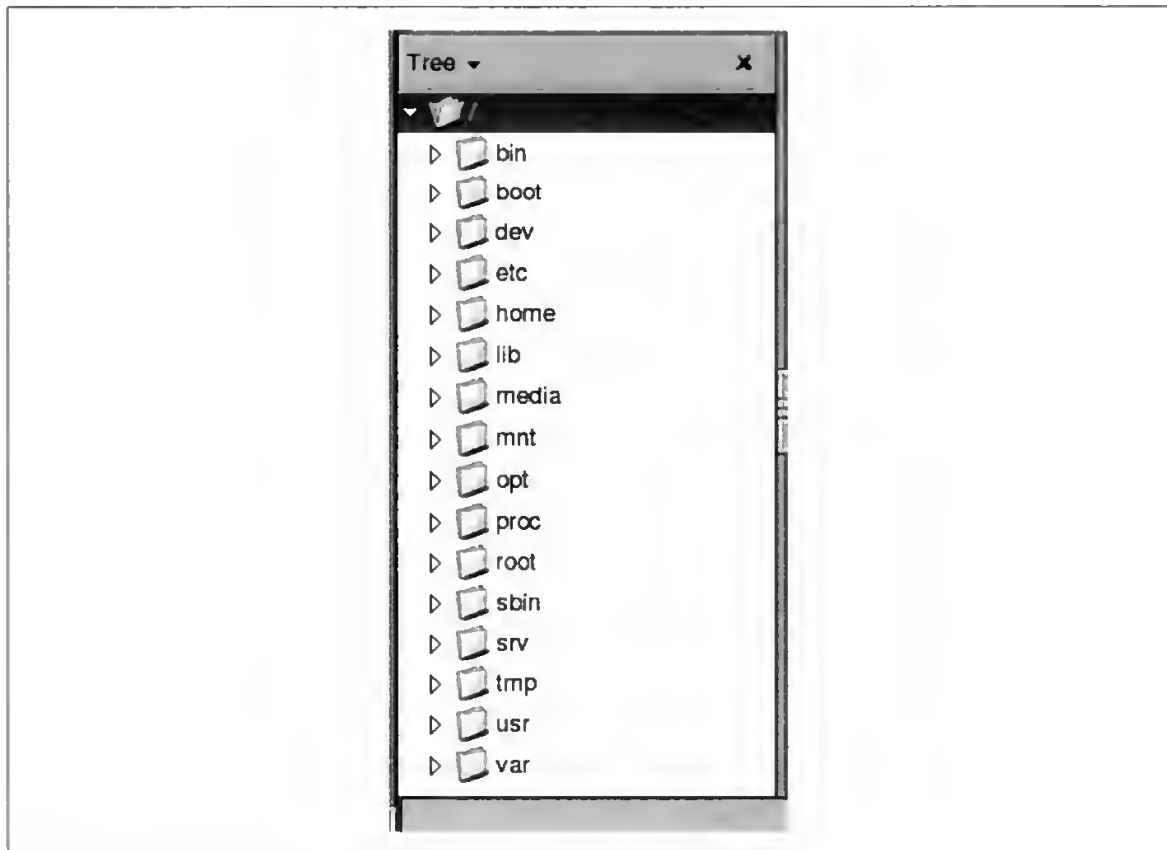 Tree
/
bin
boot
dev
etc
home
lib
media
mnt
opt
proc
root
sbin
srv
tmp
usr
var